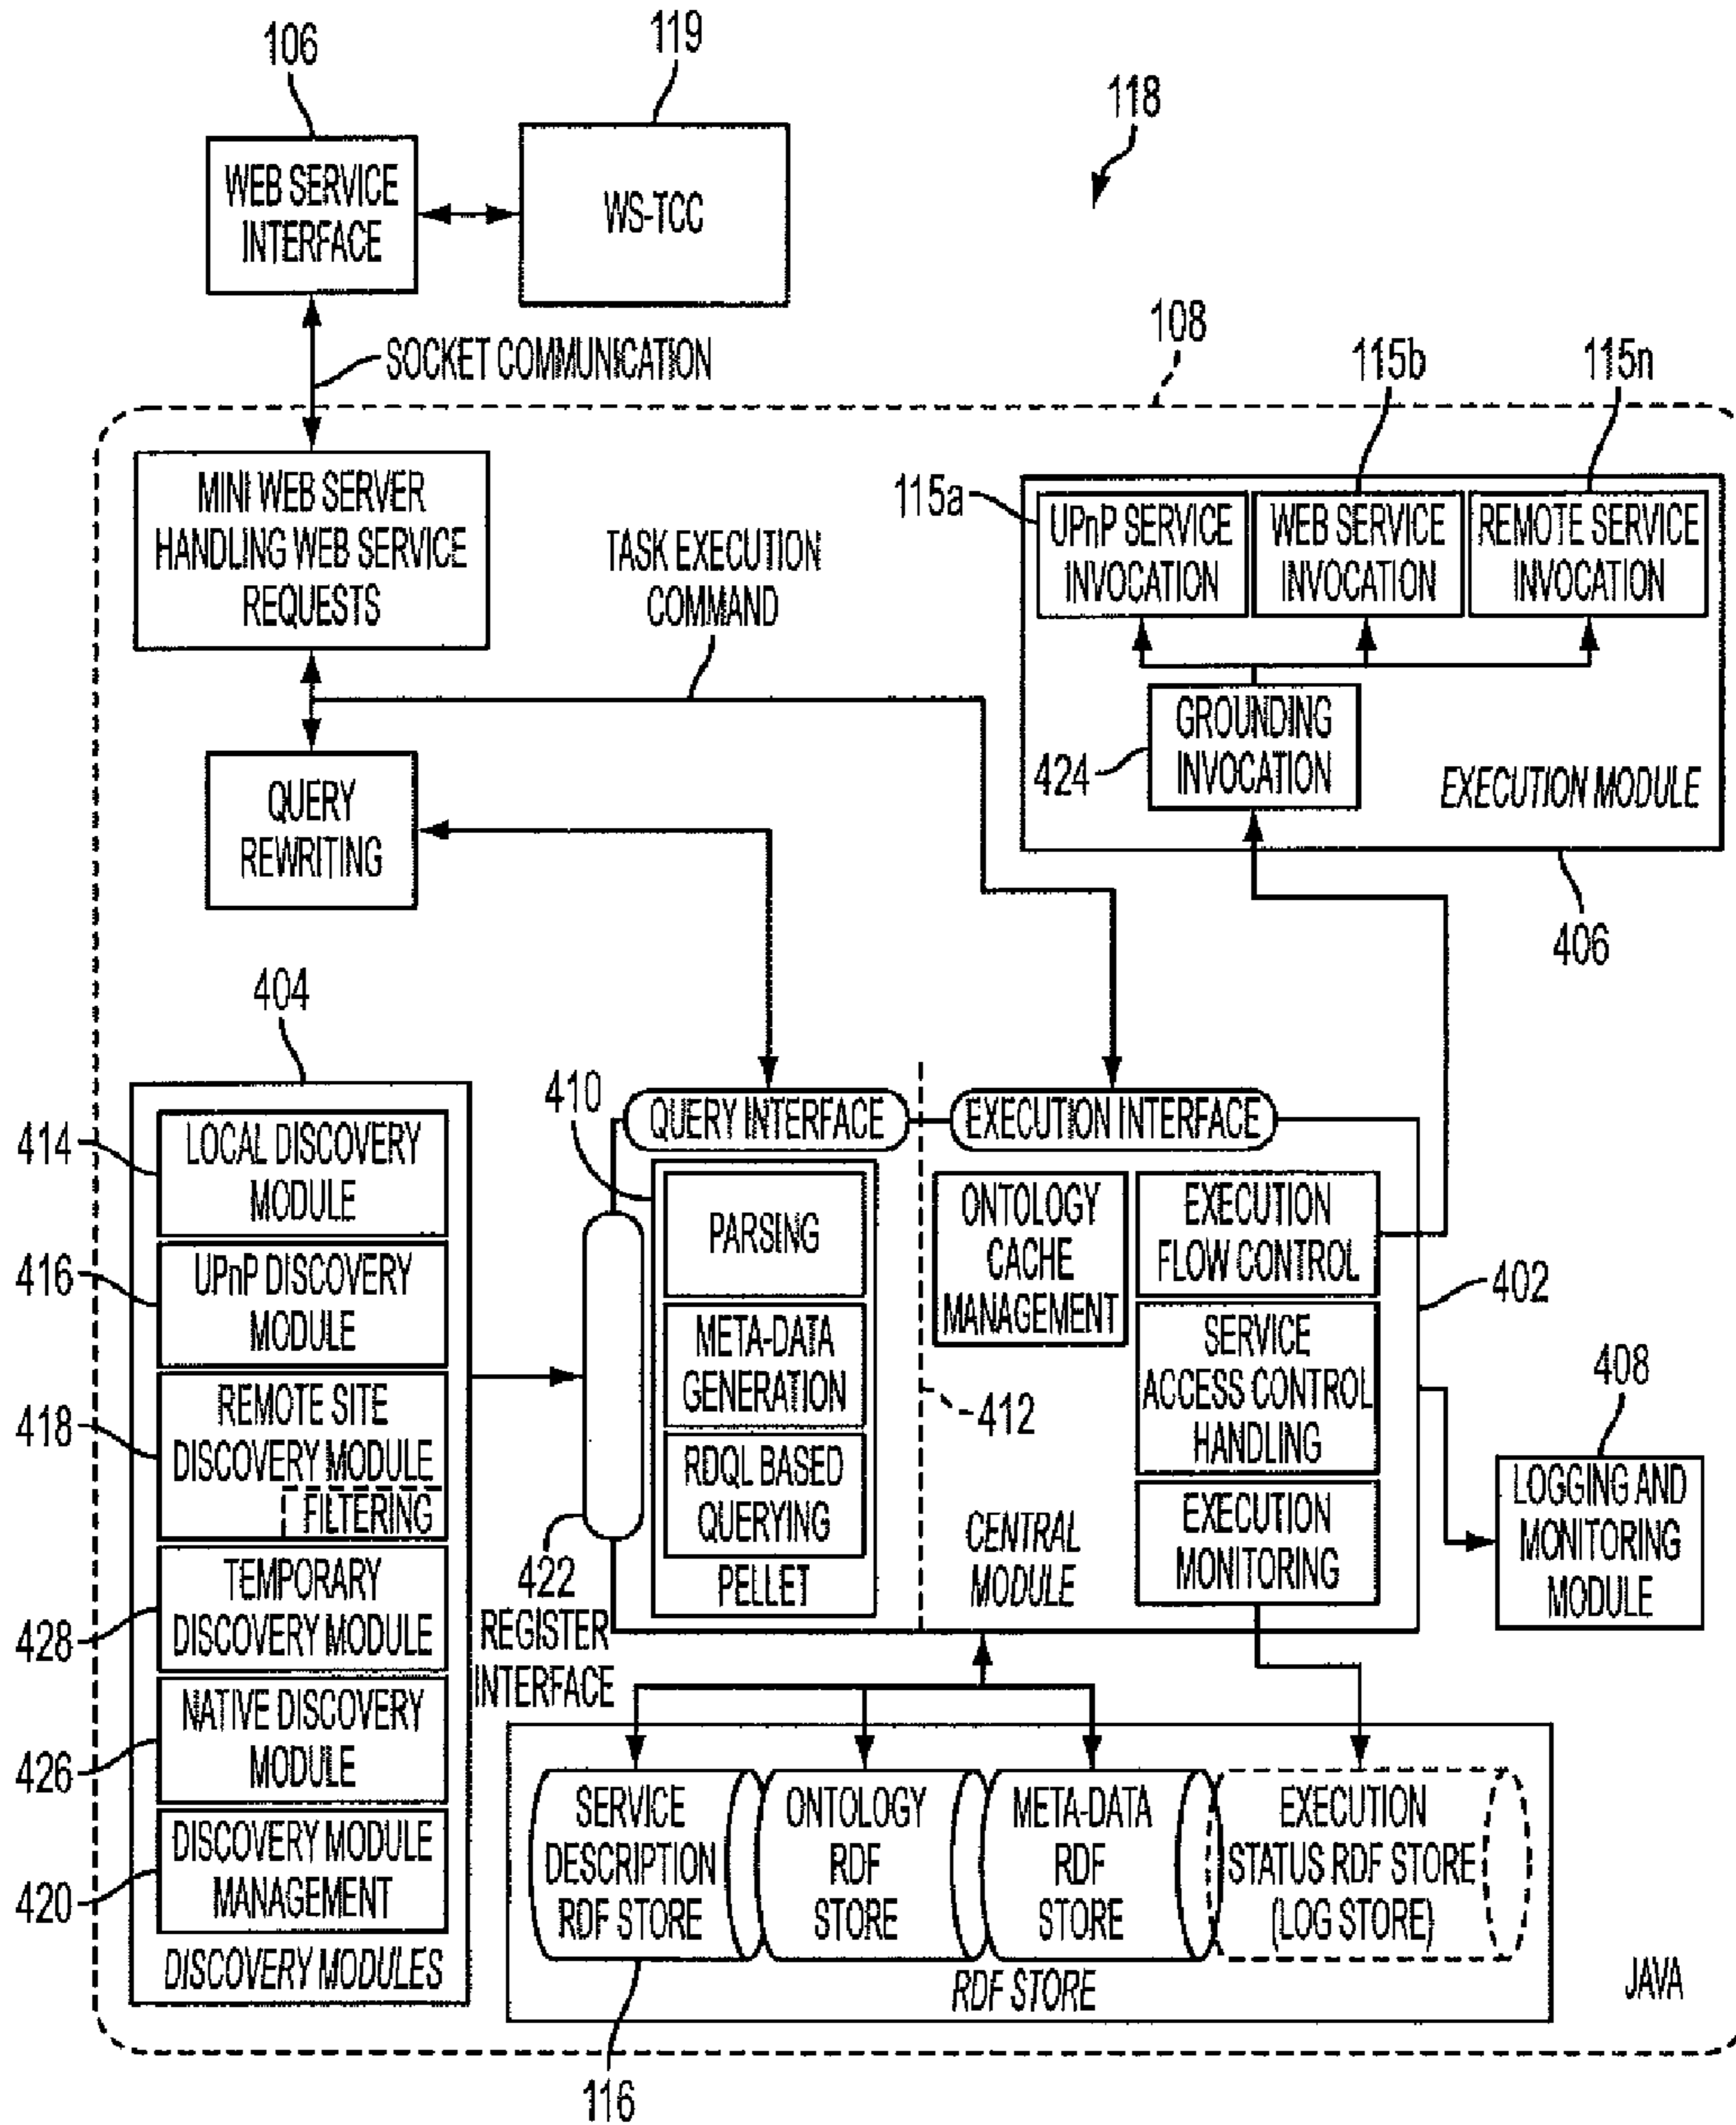 119
106
118
WEB SERVICE
INTERFACE
WS-TCC
SOCKET COMMUNICATION
108
115b
115n
115a
MINI WEB SERVER
HANDLING WEB SERVICE
REQUESTS
TASK EXECUTION
COMMAND
UPnP SERVICE
INVOCATION
WEB SERVICE
INVOCATION
REMOTE SERVICE
INVOCATION
GROUNDING
INVOCATION
424
EXECUTION MODULE
QUERY
REWRITING
406
404
410
QUERY INTERFACE
EXECUTION INTERFACE
414
LOCAL DISCOVERY
MODULE
416
UPnP DISCOVERY
MODULE
418
REMOTE SITE
DISCOVERY MODULE
FILTERING
428
TEMPORARY
DISCOVERY MODULE
426
NATIVE DISCOVERY
MODULE
420
DISCOVERY MODULE
MANAGEMENT
DISCOVERY MODULES
422
REGISTER
INTERFACE
PARSING
META-DATA
GENERATION
RDQL BASED
QUERYING
PELLET
ONTOLOGY
CACHE
MANAGEMENT
412
CENTRAL
MODULE
EXECUTION
FLOW CONTROL
SERVICE
ACCESS CONTROL
HANDLING
EXECUTION
MONITORING
402
408
LOGGING AND
MONITORING
MODULE
SERVICE
DESCRIPTION
RDF STORE
ONTOLOGY
RDF
STORE
META-DATA
RDF
STORE
EXECUTION
STATUS RDF STORE
(LOG STORE)
RDF STORE
JAVA
116